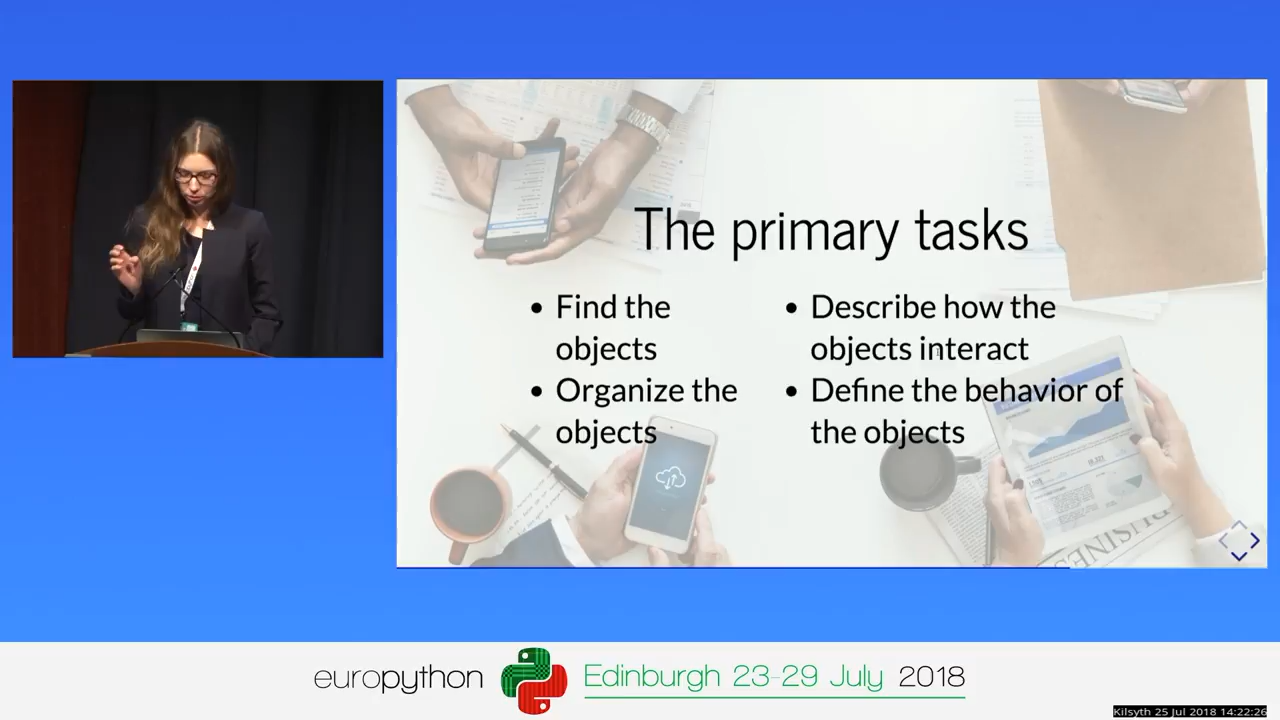 The primary tasks
Find the
objects
Organize the
objects
Describe how the
objects interact
Define the behavior of
the objects
BUSINESS
europython
Edinburgh 23-29 July 2018
Kilsyth 25 Jul 2018 14:22:26